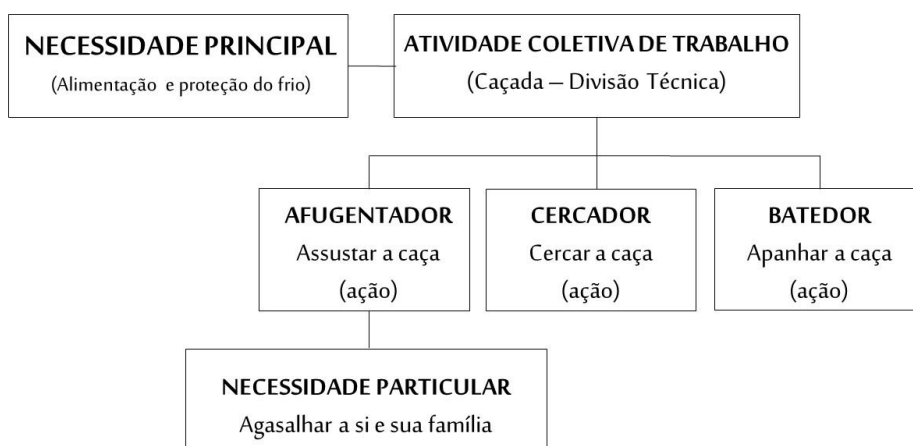 NECESSIDADE PRINCIPAL
(Alimentação e proteção do frio)
ATIVIDADE COLETIVA DE TRABALHO
(Caçada – Divisão Técnica)
AFUGENTADOR
Assustar a caça
(ação)
CERCADOR
Cercar a caça
(ação)
BATEDOR
Apanhar a caça
(ação)
NECESSIDADE PARTICULAR
Agasalhar a si e sua família